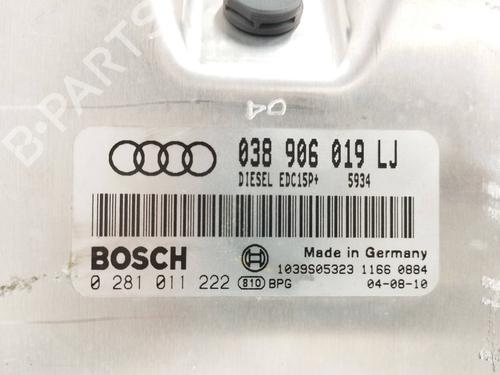 B-PARTS
04
038 906 019 LJ
DIESEL EDC15P+ 5934
BOSCH
Made in Germany
1039S05323 1166 0884
0 281 011 222 810 BPG 04-08-10